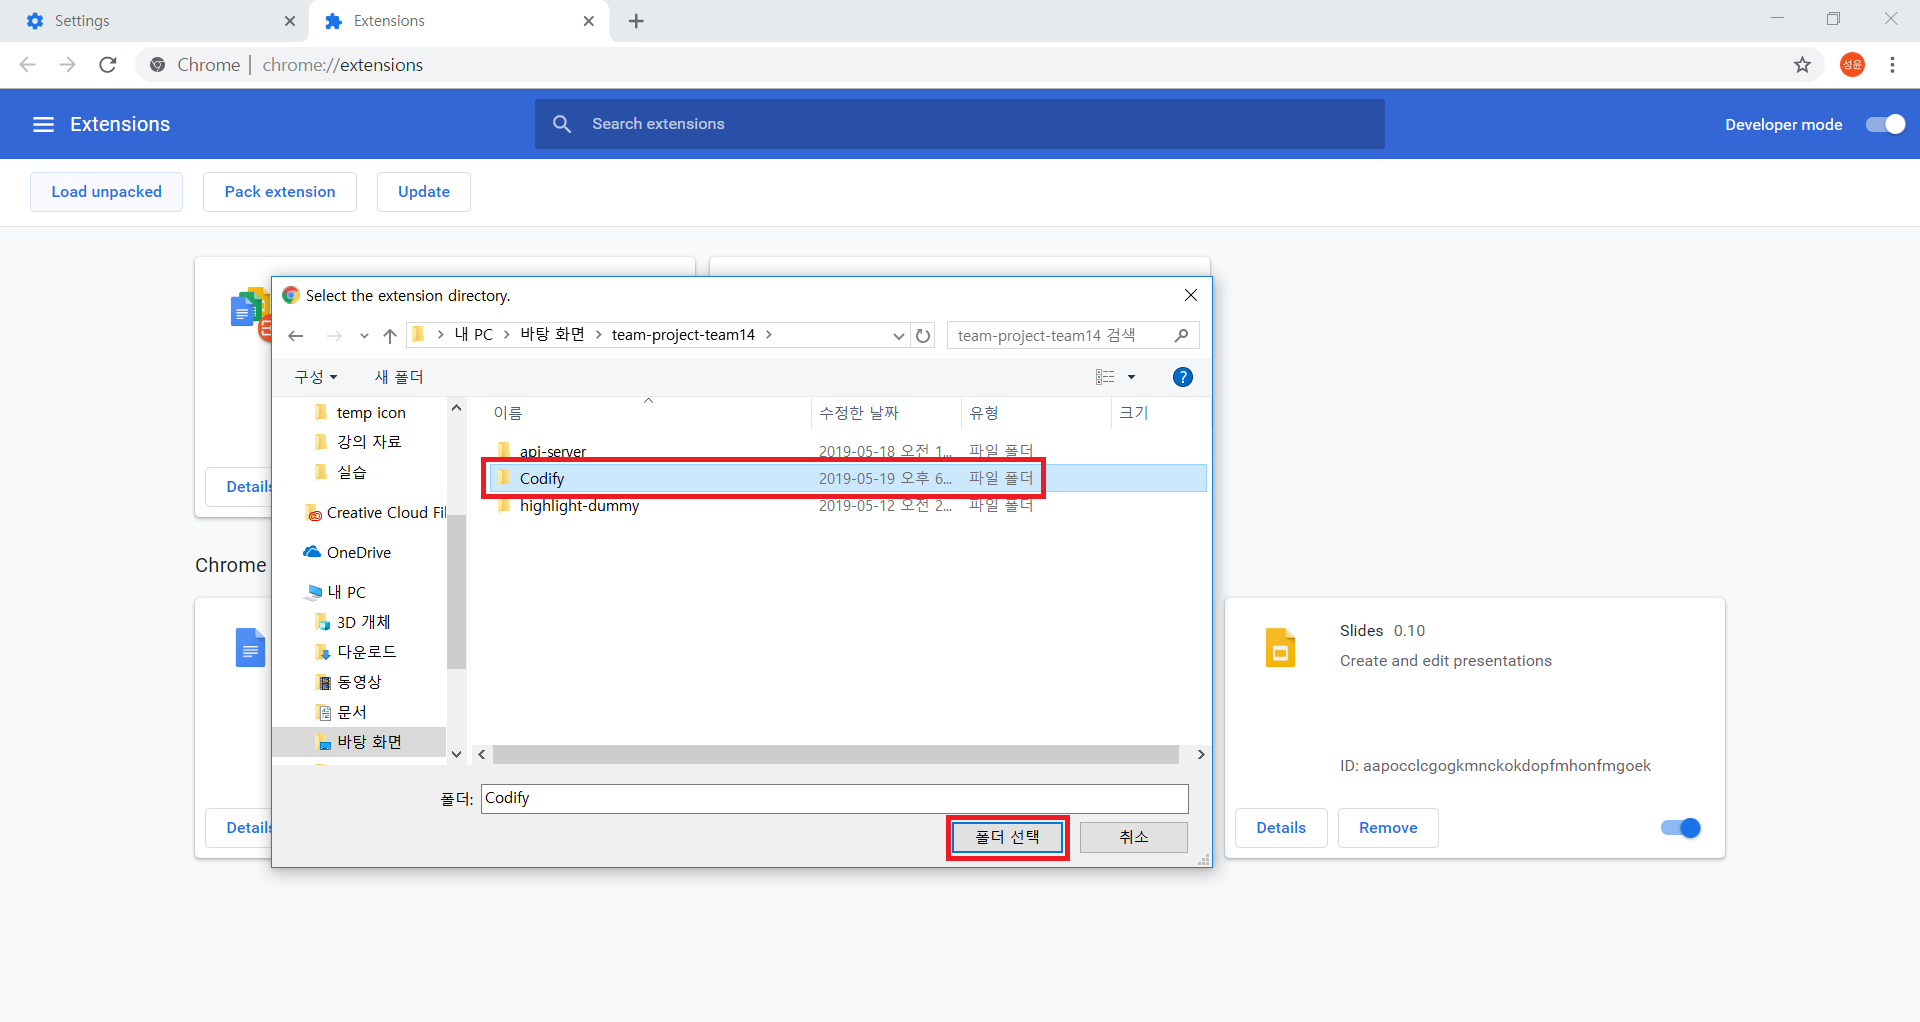 Settings
Extensions
성윤
Chrome | chrome://extensions
Extensions
Search extensions
Developer mode
Load unpacked
Pack extension
Update
Select the extension directory.
내 PC > 바탕 화면 > team-project-team14 >
team-project-team14 검색
구성
새 폴더
temp icon
강의 자료
실습
Creative Cloud Fil
OneDrive
내 PC
3D 개체
다운로드
동영상
문서
바탕 화면
이름 수정한 날짜 유형 크기
api-server 2019-05-18 오전 1... 파일 폴더
Codify 2019-05-19 오후 6... 파일 폴더
highlight-dummy 2019-05-12 오전 2... 파일 폴더
폴더: Codify
폴더 선택
취소
Details
Chrome
Details
Slides 0.10
Create and edit presentations
ID: aapocclcgogkmnckokdopfmhonfmgoek
Details
Remove